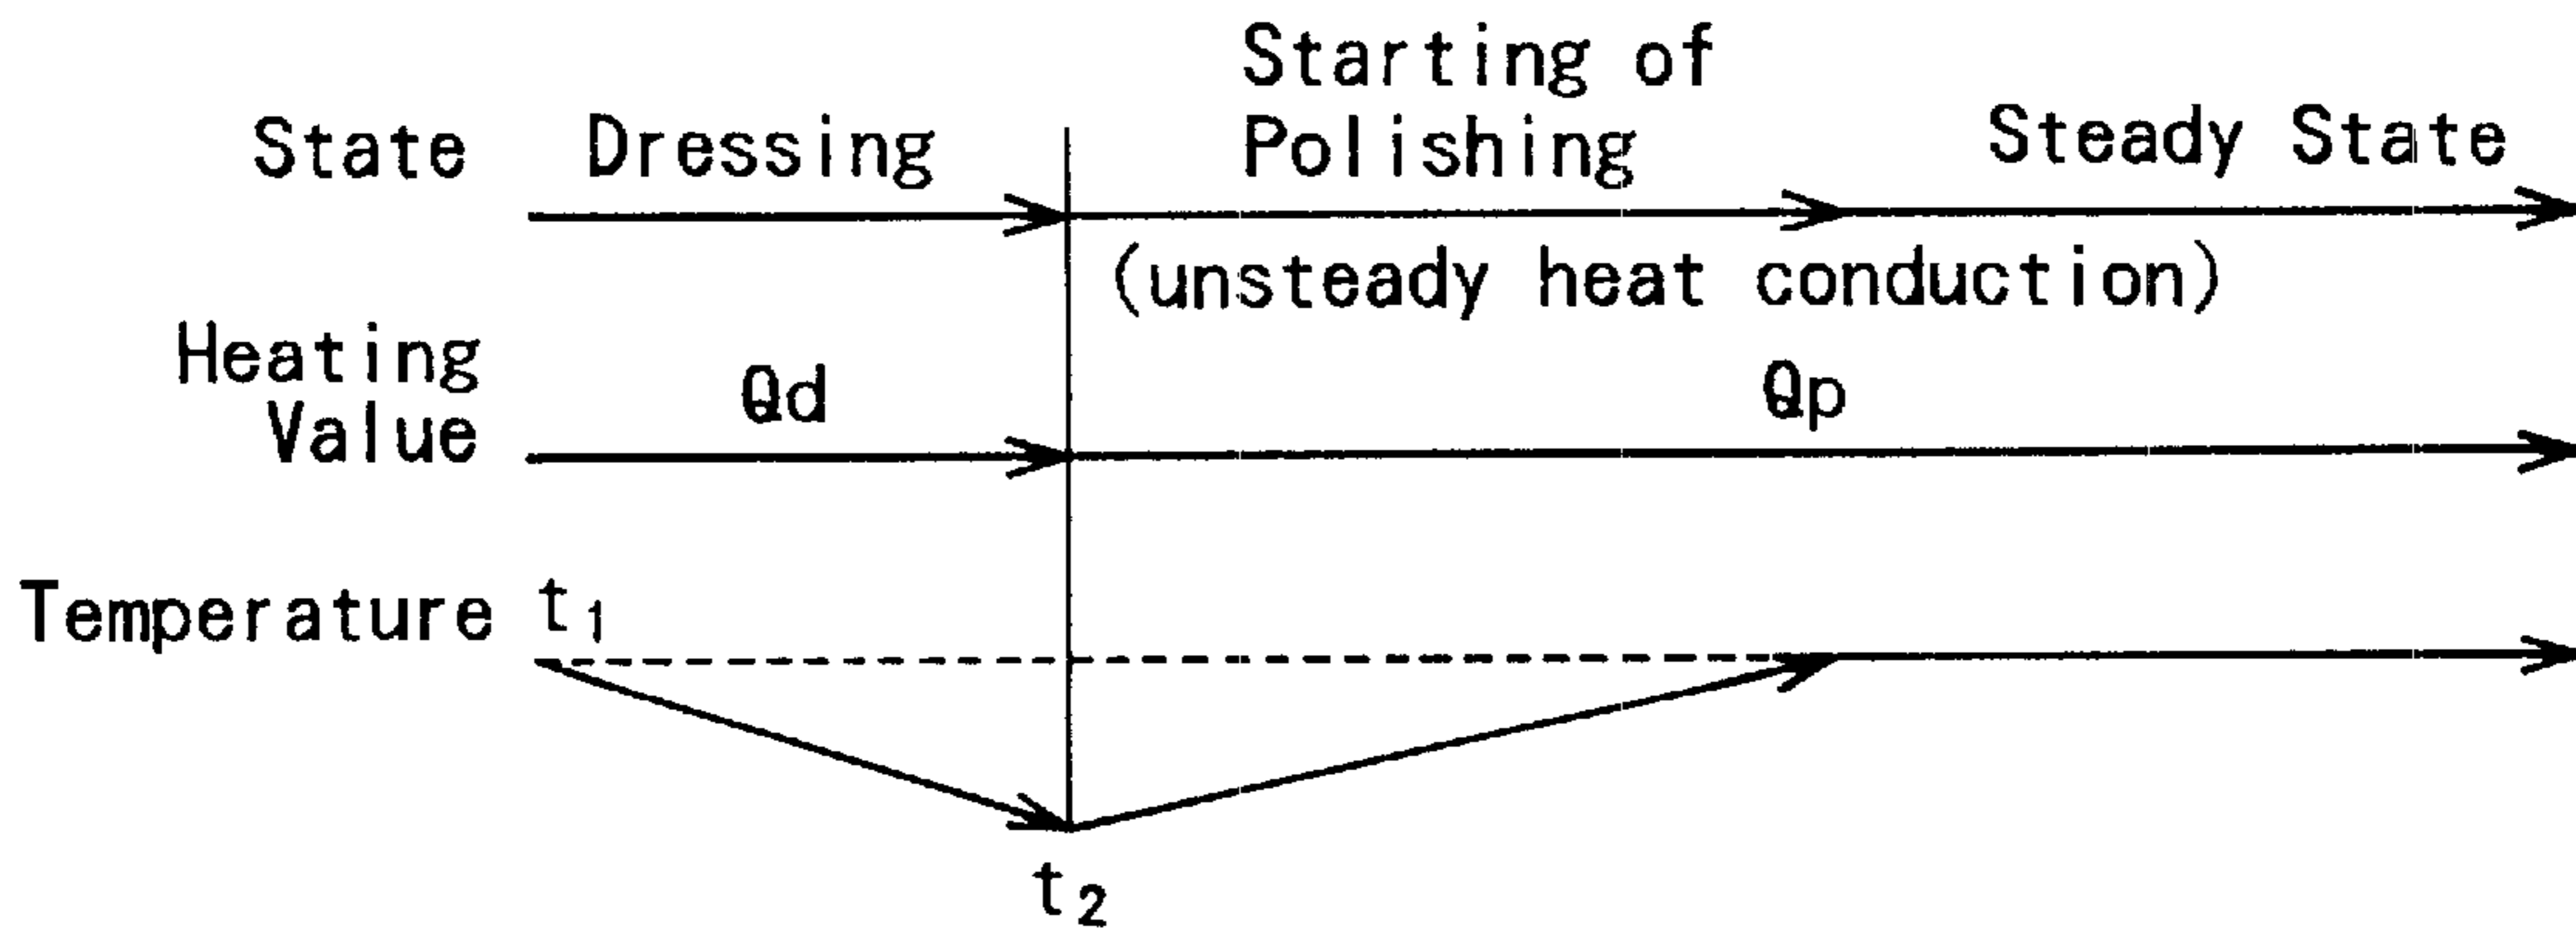 Starting of
State Dressing Polishing Steady State
(unsteady heat conduction)
Heating
Value Qd Qp
Temperature t1
t2